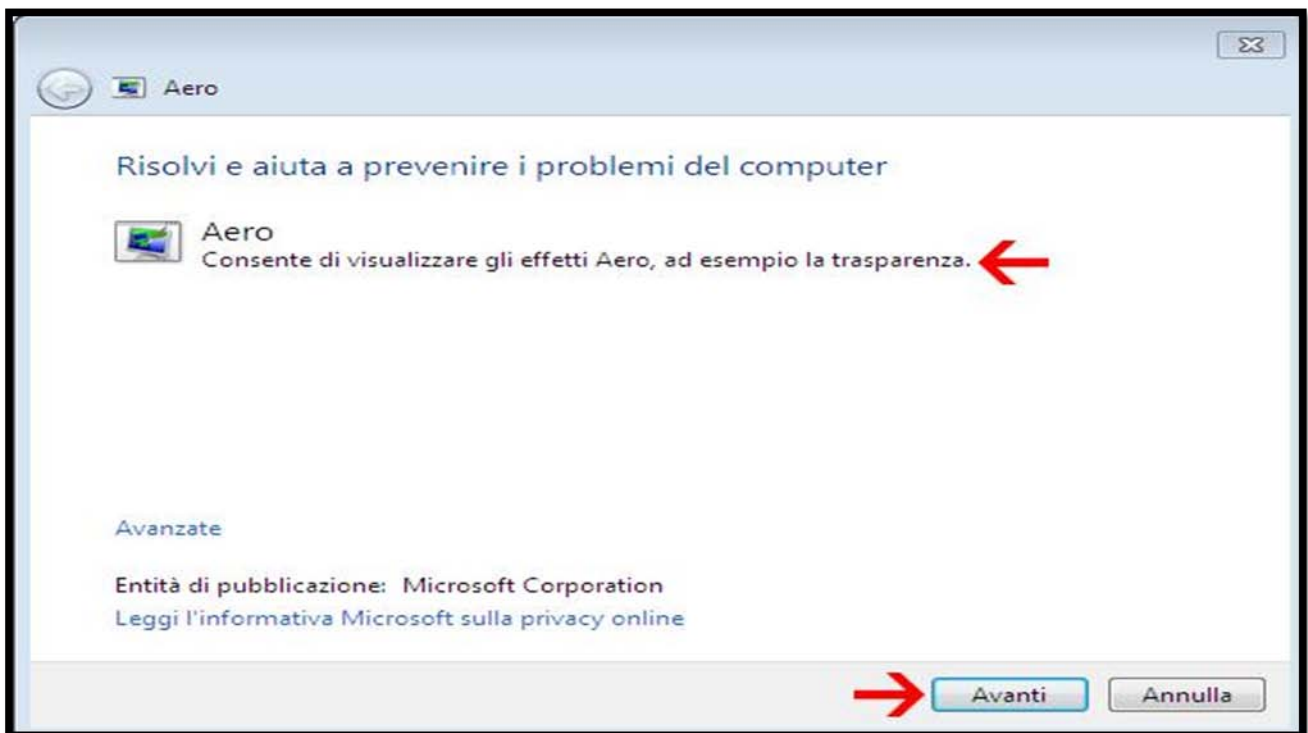 Aero
Risolvi e aiuta a prevenire i problemi del computer
Aero
Consente di visualizzare gli effetti Aero, ad esempio la trasparenza.
Avanzate
Entità di pubblicazione: Microsoft Corporation
Leggi l'informativa Microsoft sulla privacy online
Avanti Annulla